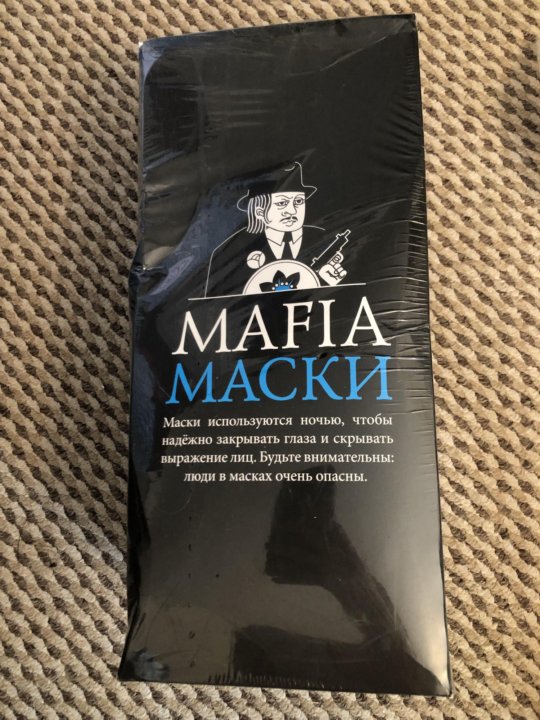 MAFIA
МАСКИ
Маски используются ночью, чтобы
надёжно закрывать глаза и скрывать
выражение лиц. Будьте внимательны:
люди в масках очень опасны.